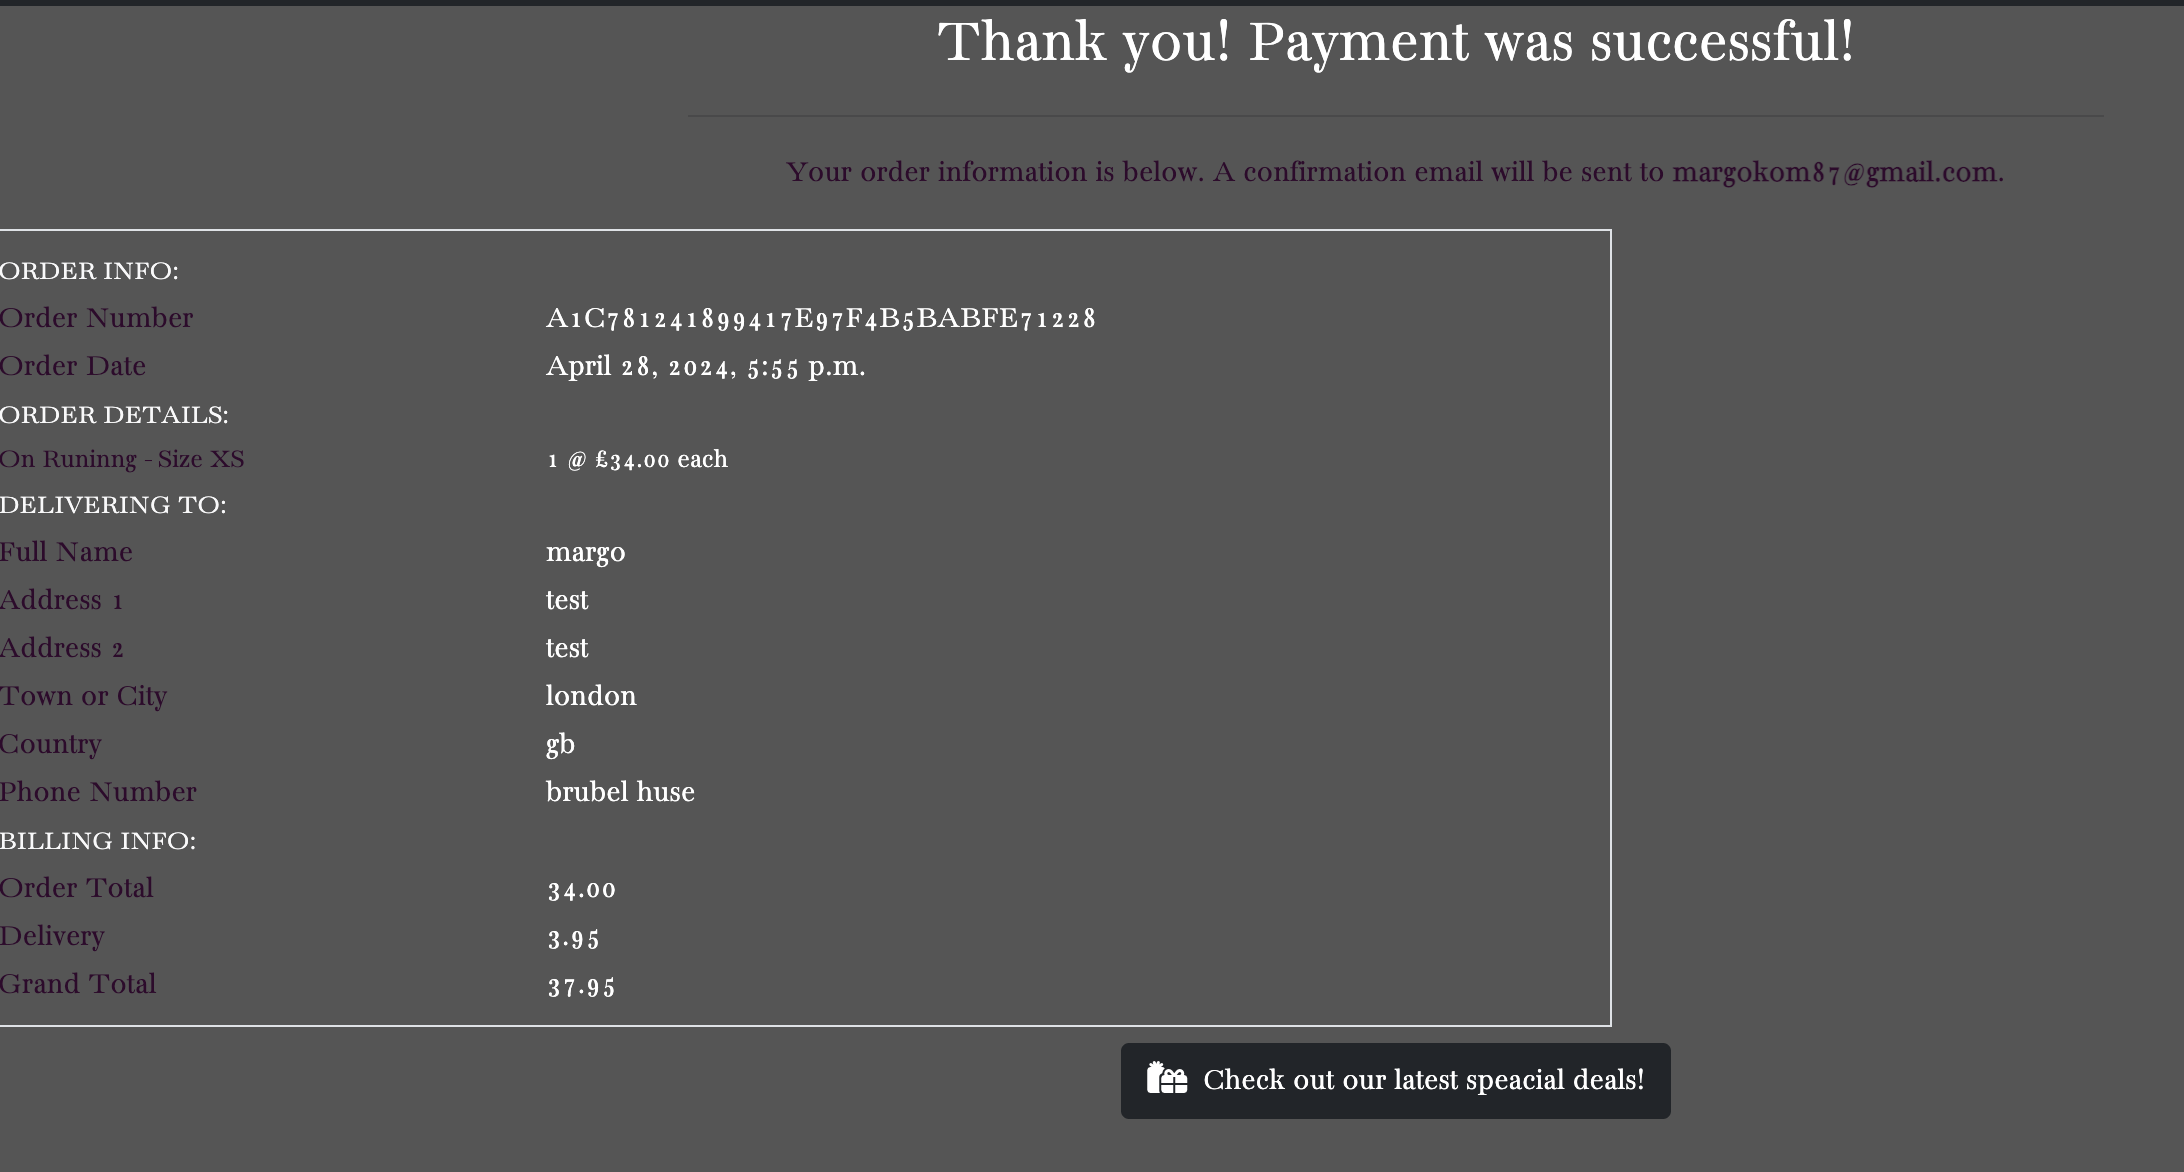 Thank you! Payment was successful!
Your order information is below. A confirmation email will be sent to margokom87@gmail.com.
ORDER INFO:
Order Number A1C781241899417E97F4B5BABFE71228
Order Date April 28, 2024, 5:55 p.m.
ORDER DETAILS:
On Runinng - Size XS 1 @ £34.00 each
DELIVERING TO:
Full Name margo
Address 1 test
Address 2 test
Town or City london
Country gb
Phone Number brubel huse
BILLING INFO:
Order Total 34.00
Delivery 3.95
Grand Total 37.95
Check out our latest speacial deals!